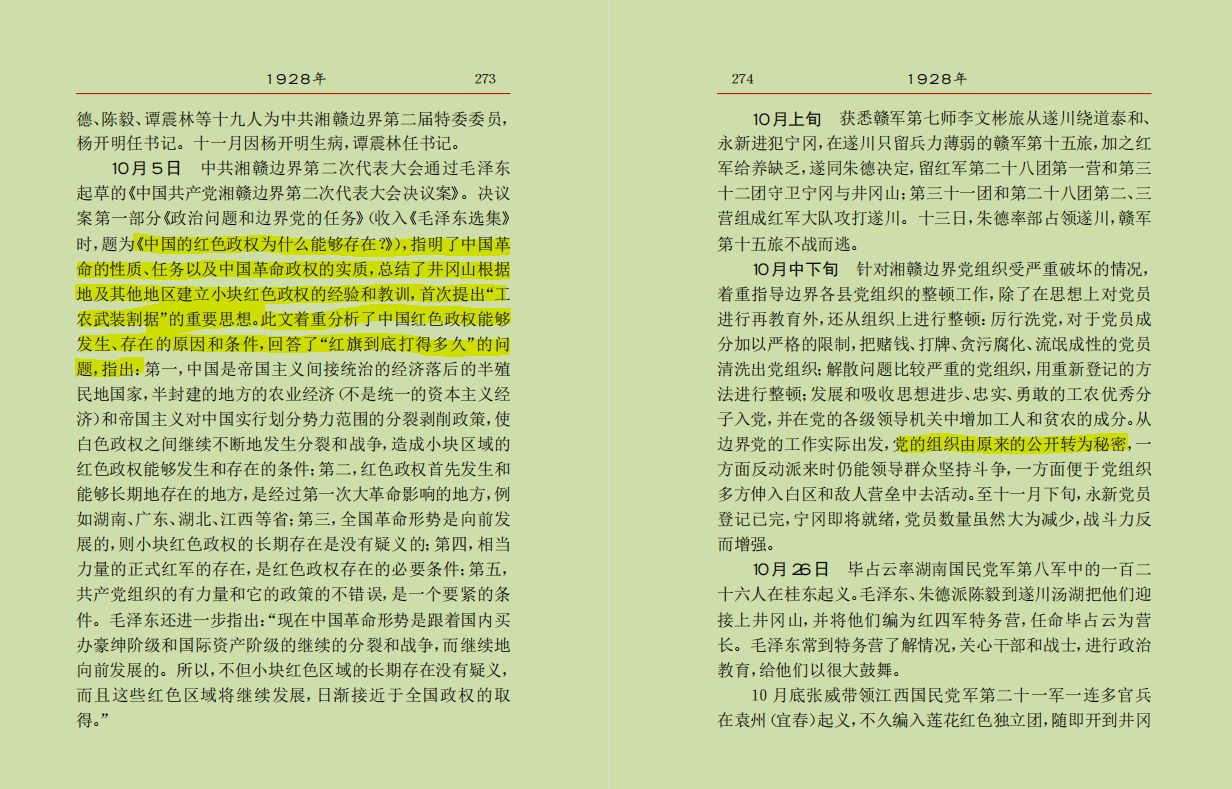 1928年 273
德、陈毅、谭震林等十九人为中共湘赣边界第二届特委委员，
杨开明任书记。十一月因杨开明生病，谭震林任书记。
10月5日 中共湘赣边界第二次代表大会通过毛泽东
起草的《中国共产党湘赣边界第二次代表大会决议案》。决议
案第一部分《政治问题和边界党的任务》（收入《毛泽东选集》
时，题为《中国的红色政权为什么能够存在？》），指明了中国革
命的性质、任务以及中国革命政权的实质，总结了井冈山根据
地及其他地区建立小块红色政权的经验和教训，首次提出“工
农武装割据”的重要思想。此文着重分析了中国红色政权能够
发生、存在的原因和条件，回答了“红旗到底打得多久”的问
题，指出：第一，中国是帝国主义间接统治的经济落后的半殖
民地国家，半封建的地方的农业经济（不是统一的资本主义经
济）和帝国主义对中国实行划分势力范围的分裂剥削政策，使
白色政权之间继续不断地发生分裂和战争，造成小块区域的
红色政权能够发生和存在的条件；第二，红色政权首先发生和
能够长期地存在的地方，是经过第一次大革命影响的地方，例
如湖南、广东、湖北、江西等省；第三，全国革命形势是向前发
展的，则小块红色政权的长期存在是没有疑义的；第四，相当
力量的正式红军的存在，是红色政权存在的必要条件；第五，
共产党组织的有力量和它的政策的不错误，是一个要紧的条
件。毛泽东还进一步指出：“现在中国革命形势是跟着国内买
办豪绅阶级和国际资产阶级的继续的分裂和战争，而继续地
向前发展的。所以，不但小块红色区域的长期存在没有疑义，
而且这些红色区域将继续发展，日渐接近于全国政权的取
得。”
274 1928年
10月上旬 获悉赣军第七师李文彬旅从遂川绕道泰和、
永新进犯宁冈，在遂川只留兵力薄弱的赣军第十五旅，加之红
军给养缺乏，遂同朱德决定，留红军第二十八团第一营和第三
十二团守卫宁冈与井冈山；第三十一团和第二十八团第二、三
营组成红军大队攻打遂川。十三日，朱德率部占领遂川，赣军
第十五旅不战而逃。
10月中下旬 针对湘赣边界党组织受严重破坏的情况，
着重指导边界各县党组织的整顿工作，除了在思想上对党员
进行再教育外，还从组织上进行整顿；厉行洗党，对于党员成
分加以严格的限制，把赌钱、打牌、贪污腐化、流氓成性的党员
清洗出党组织；解散问题比较严重的党组织，用重新登记的方
法进行整顿；发展和吸收思想进步、忠实、勇敢的工农优秀分
子入党，并在党的各级领导机关中增加工人和贫农的成分。从
边界党的工作实际出发，党的组织由原来的公开转为秘密，一
方面反动派来时仍能领导群众坚持斗争，一方面便于党组织
多方伸入白区和敌人营垒中去活动。至十一月下旬，永新党员
登记已完，宁冈即将就绪，党员数量虽然大为减少，战斗力反
而增强。
10月26日 毕占云率湖南国民党军第八军中的一百二
十六人在桂东起义。毛泽东、朱德派陈毅到遂川汤湖把他们迎
接上井冈山，并将他们编为红四军特务营，任命毕占云为营
长。毛泽东常到特务营了解情况，关心干部和战士，进行政治
教育，给他们以很大鼓舞。
10月底张威带领江西国民党军第二十一军一连多官兵
在袁州（宜春）起义，不久编入莲花红色独立团，随即开到井冈